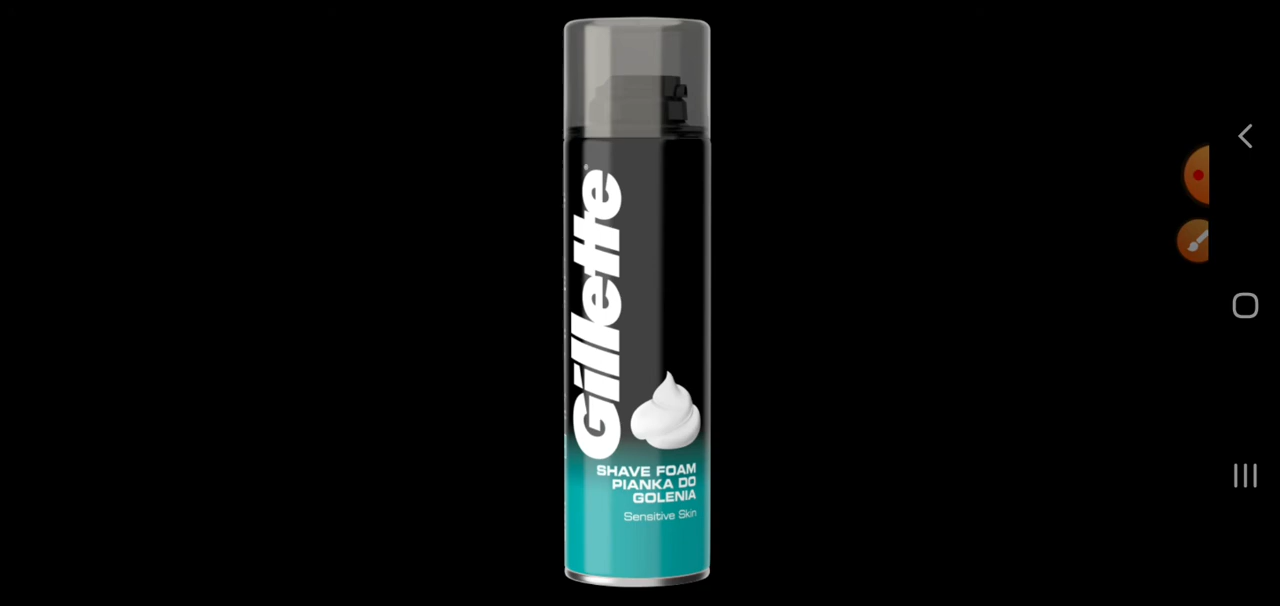 Gillette
SHAVE FOAM
PIANKA DO
GOLENIA
Sensitive Skin